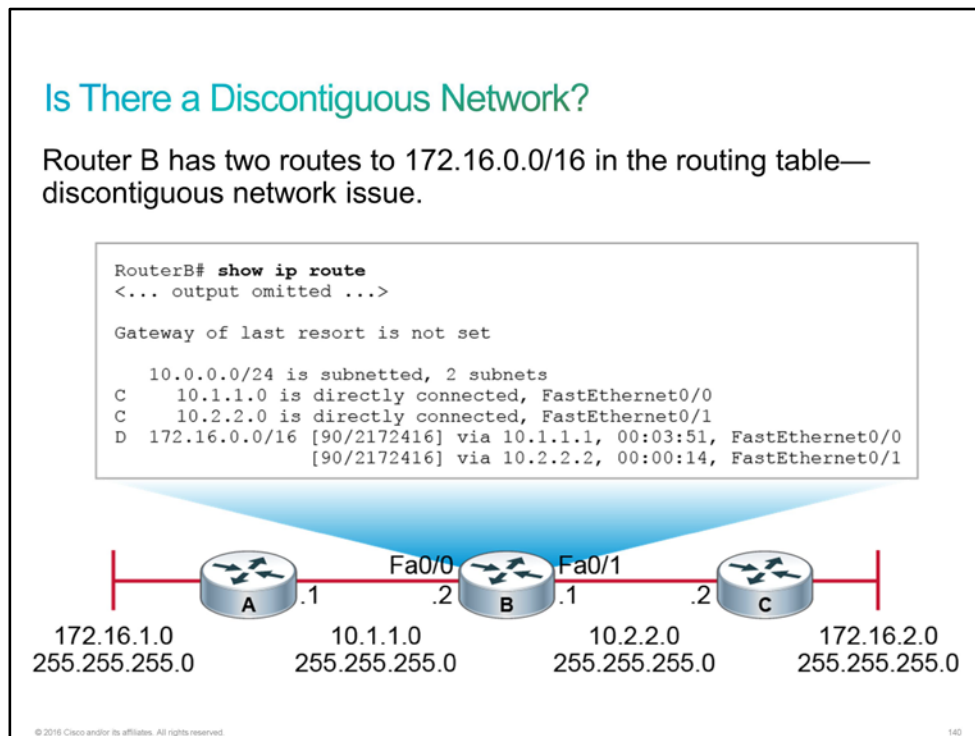 Is There a Discontiguous Network?
Router B has two routes to 172.16.0.0/16 in the routing table—
discontiguous network issue.
RouterB# show ip route
<... output omitted ...>
Gateway of last resort is not set
10.0.0.0/24 is subnetted, 2 subnets
C 10.1.1.0 is directly connected, FastEthernet0/0
C 10.2.2.0 is directly connected, FastEthernet0/1
D 172.16.0.0/16 [90/2172416] via 10.1.1.1, 00:03:51, FastEthernet0/0
[90/2172416] via 10.2.2.2, 00:00:14, FastEthernet0/1
Fa0/0 Fa0/1
A .1 .2 B .1 .2 C
172.16.1.0 10.1.1.0 10.2.2.0 172.16.2.0
255.255.255.0 255.255.255.0 255.255.255.0 255.255.255.0
© 2016 Cisco and/or its affiliates. All rights reserved. 140